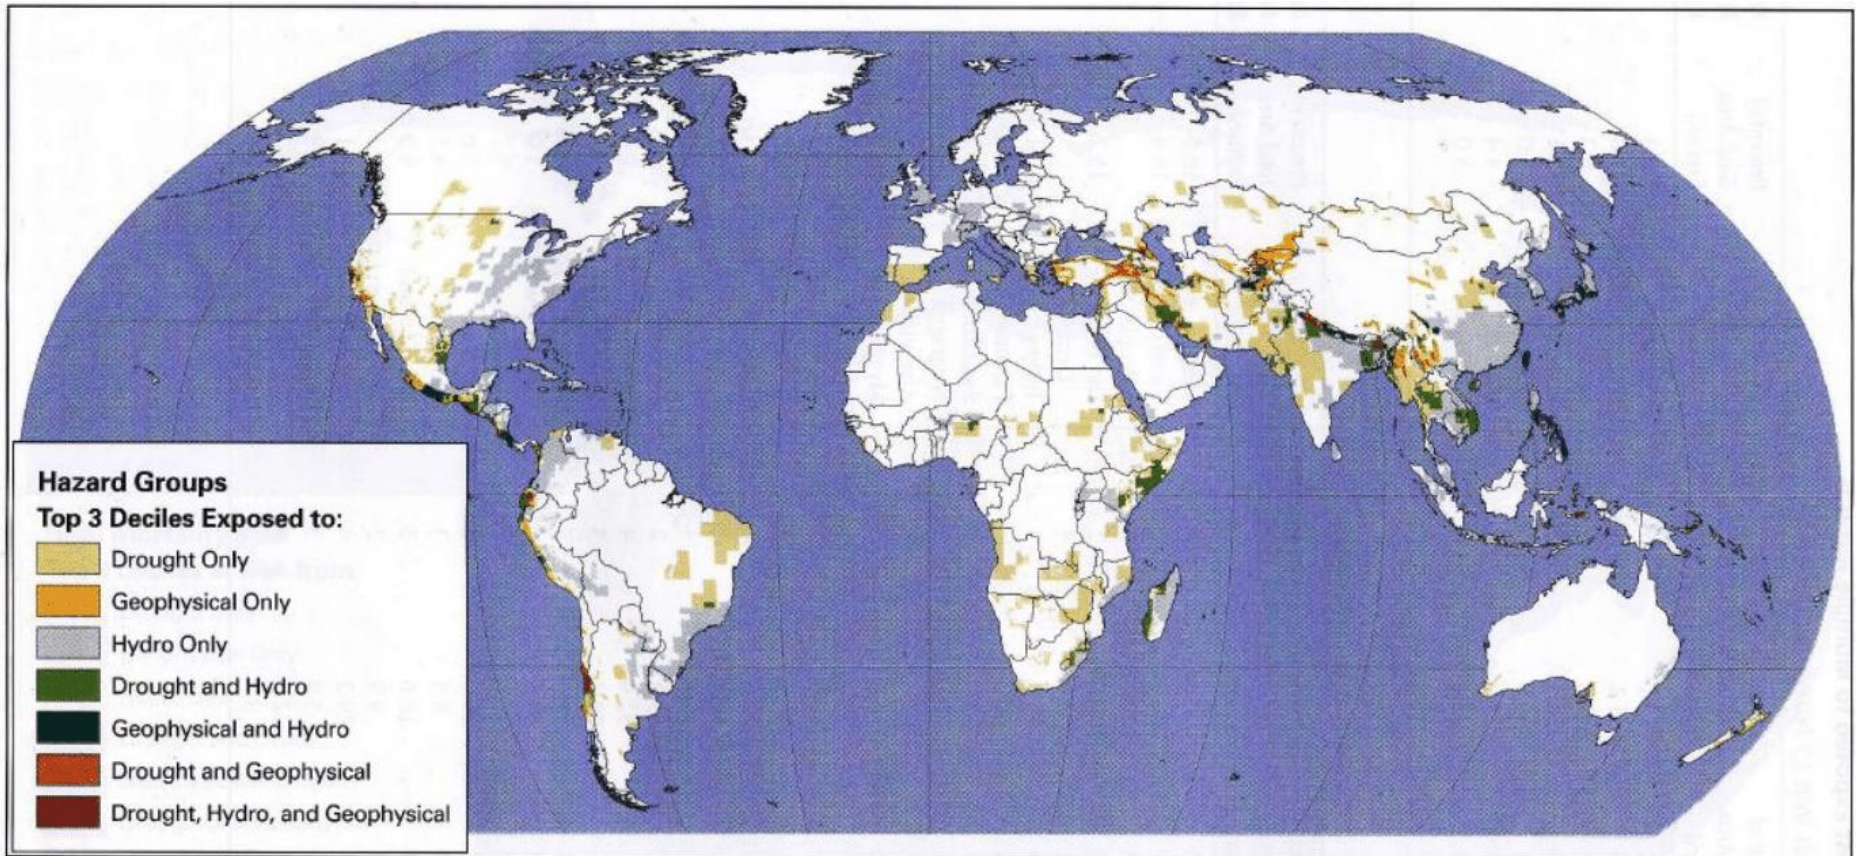 Hazard Groups
Top 3 Deciles Exposed to:
Drought Only
Geophysical Only
Hydro Only
Drought and Hydro
Geophysical and Hydro
Drought and Geophysical
Drought, Hydro, and Geophysical